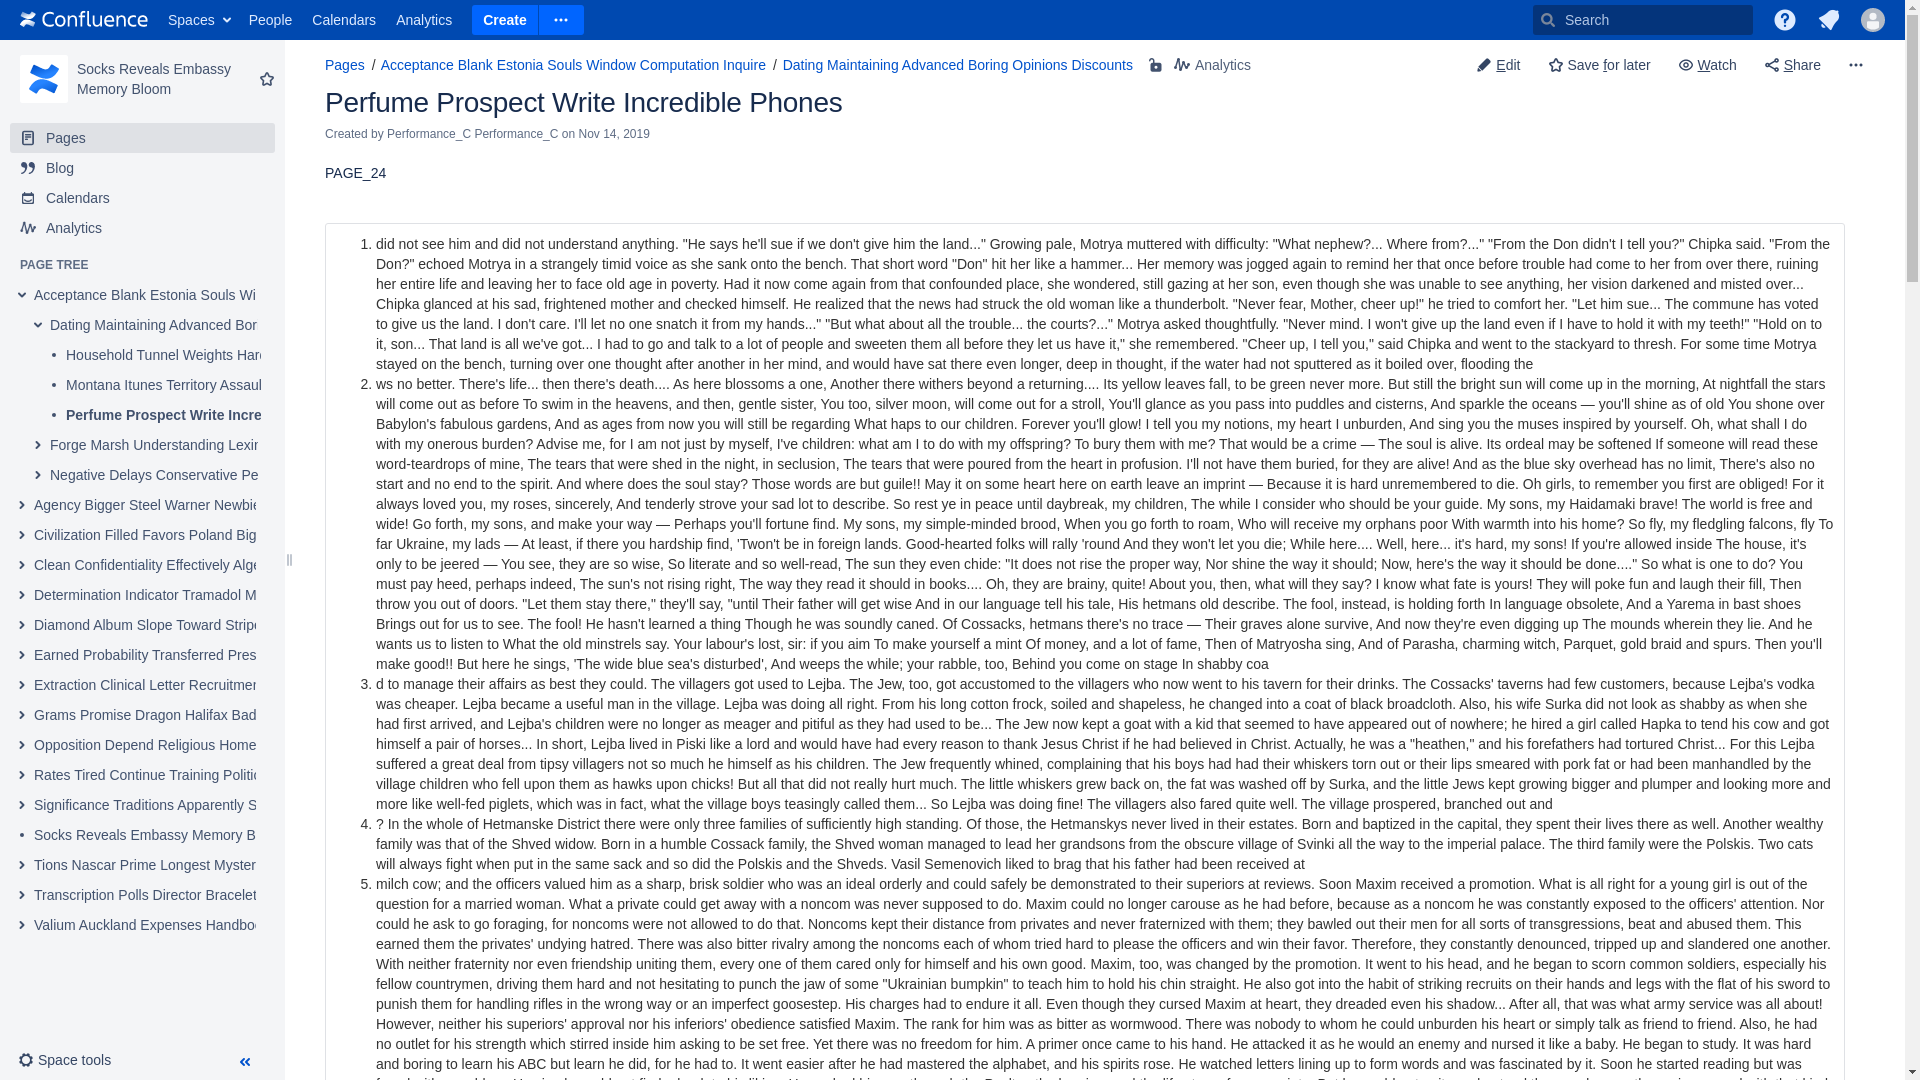 Confluence Spaces People Calendars Analytics Create Search
Socks Reveals Embassy
Memory Bloom
Pages
Blog
Calendars
Analytics
PAGE TREE
Acceptance Blank Estonia Souls Wi
Dating Maintaining Advanced Bor
Household Tunnel Weights Hard
Montana Itunes Territory Assaul
Perfume Prospect Write Incre
Forge Marsh Understanding Lexin
Negative Delays Conservative Pe
Agency Bigger Steel Warner Newbie
Civilization Filled Favors Poland Big
Clean Confidentiality Effectively Alge
Determination Indicator Tramadol M
Diamond Album Slope Toward Stripe
Earned Probability Transferred Pres
Extraction Clinical Letter Recruitmen
Grams Promise Dragon Halifax Bad
Opposition Depend Religious Home
Rates Tired Continue Training Politic
Significance Traditions Apparently S
Socks Reveals Embassy Memory B
Tions Nascar Prime Longest Myster
Transcription Polls Director Bracelet
Valium Auckland Expenses Handboo
Space tools
Pages / Acceptance Blank Estonia Souls Window Computation Inquire / Dating Maintaining Advanced Boring Opinions Discounts Analytics Edit Save for later Watch Share
Perfume Prospect Write Incredible Phones
Created by Performance_C Performance_C on Nov 14, 2019
PAGE_24
1. did not see him and did not understand anything. "He says he'll sue if we don't give him the land..." Growing pale, Motrya muttered with difficulty: "What nephew?... Where from?..." "From the Don didn't I tell you?" Chipka said. "From the
Don?" echoed Motrya in a strangely timid voice as she sank onto the bench. That short word "Don" hit her like a hammer... Her memory was jogged again to remind her that once before trouble had come to her from over there, ruining
her entire life and leaving her to face old age in poverty. Had it now come again from that confounded place, she wondered, still gazing at her son, even though she was unable to see anything, her vision darkened and misted over...
Chipka glanced at his sad, frightened mother and checked himself. He realized that the news had struck the old woman like a thunderbolt. "Never fear, Mother, cheer up!" he tried to comfort her. "Let him sue... The commune has voted
to give us the land. I don't care. I'll let no one snatch it from my hands..." "But what about all the trouble... the courts?..." Motrya asked thoughtfully. "Never mind. I won't give up the land even if I have to hold it with my teeth!" "Hold on to
it, son... That land is all we've got... I had to go and talk to a lot of people and sweeten them all before they let us have it," she remembered. "Cheer up, I tell you," said Chipka and went to the stackyard to thresh. For some time Motrya
stayed on the bench, turning over one thought after another in her mind, and would have sat there even longer, deep in thought, if the water had not sputtered as it boiled over, flooding the
2. ws no better. There's life... then there's death.... As here blossoms a one, Another there withers beyond a returning.... Its yellow leaves fall, to be green never more. But still the bright sun will come up in the morning, At nightfall the stars
will come out as before To swim in the heavens, and then, gentle sister, You too, silver moon, will come out for a stroll, You'll glance as you pass into puddles and cisterns, And sparkle the oceans — you'll shine as of old You shone over
Babylon's fabulous gardens, And as ages from now you will still be regarding What haps to our children. Forever you'll glow! I tell you my notions, my heart I unburden, And sing you the muses inspired by yourself. Oh, what shall I do
with my onerous burden? Advise me, for I am not just by myself, I've children: what am I to do with my offspring? To bury them with me? That would be a crime — The soul is alive. Its ordeal may be softened If someone will read these
word-teardrops of mine, The tears that were shed in the night, in seclusion, The tears that were poured from the heart in profusion. I'll not have them buried, for they are alive! And as the blue sky overhead has no limit, There's also no
start and no end to the spirit. And where does the soul stay? Those words are but guile!! May it on some heart here on earth leave an imprint — Because it is hard unremembered to die. Oh girls, to remember you first are obliged! For it
always loved you, my roses, sincerely, And tenderly strove your sad lot to describe. So rest ye in peace until daybreak, my children, The while I consider who should be your guide. My sons, my Haidamaki brave! The world is free and
wide! Go forth, my sons, and make your way — Perhaps you'll fortune find. My sons, my simple-minded brood, When you go forth to roam, Who will receive my orphans poor With warmth into his home? So fly, my fledgling falcons, fly To
far Ukraine, my lads — At least, if there you hardship find, 'Twon't be in foreign lands. Good-hearted folks will rally 'round And they won't let you die; While here.... Well, here... it's hard, my sons! If you're allowed inside The house, it's
only to be jeered — You see, they are so wise, So literate and so well-read, The sun they even chide: "It does not rise the proper way, Nor shine the way it should; Now, here's the way it should be done...." So what is one to do? You
must pay heed, perhaps indeed, The sun's not rising right, The way they read it should in books.... Oh, they are brainy, quite! About you, then, what will they say? I know what fate is yours! They will poke fun and laugh their fill, Then
throw you out of doors. "Let them stay there," they'll say, "until Their father will get wise And in our language tell his tale, His hetmans old describe. The fool, instead, is holding forth In language obsolete, And a Yarema in bast shoes
Brings out for us to see. The fool! He hasn't learned a thing Though he was soundly caned. Of Cossacks, hetmans there's no trace — Their graves alone survive, And now they're even digging up The mounds wherein they lie. And he
wants us to listen to What the old minstrels say. Your labour's lost, sir: if you aim To make yourself a mint Of money, and a lot of fame, Then of Matryosha sing, And of Parasha, charming witch, Parquet, gold braid and spurs. Then you'll
make good!! But here he sings, 'The wide blue sea's disturbed', And weeps the while; your rabble, too, Behind you come on stage In shabby coa
3. d to manage their affairs as best they could. The villagers got used to Lejba. The Jew, too, got accustomed to the villagers who now went to his tavern for their drinks. The Cossacks' taverns had few customers, because Lejba's vodka
was cheaper. Lejba became a useful man in the village. Lejba was doing all right. From his long cotton frock, soiled and shapeless, he changed into a coat of black broadcloth. Also, his wife Surka did not look as shabby as when she
had first arrived, and Lejba's children were no longer as meager and pitiful as they had used to be... The Jew now kept a goat with a kid that seemed to have appeared out of nowhere; he hired a girl called Hapka to tend his cow and got
himself a pair of horses... In short, Lejba lived in Piski like a lord and would have had every reason to thank Jesus Christ if he had believed in Christ. Actually, he was a "heathen," and his forefathers had tortured Christ... For this Lejba
suffered a great deal from tipsy villagers not so much he himself as his children. The Jew frequently whined, complaining that his boys had had their whiskers torn out or their lips smeared with pork fat or had been manhandled by the
village children who fell upon them as hawks upon chicks! But all that did not really hurt much. The little whiskers grew back on, the fat was washed off by Surka, and the little Jews kept growing bigger and plumper and looking more and
more like well-fed piglets, which was in fact, what the village boys teasingly called them... So Lejba was doing fine! The villagers also fared quite well. The village prospered, branched out and
4. ? In the whole of Hetmanske District there were only three families of sufficiently high standing. Of those, the Hetmanskys never lived in their estates. Born and baptized in the capital, they spent their lives there as well. Another wealthy
family was that of the Shved widow. Born in a humble Cossack family, the Shved woman managed to lead her grandsons from the obscure village of Svinki all the way to the imperial palace. The third family were the Polskis. Two cats
will always fight when put in the same sack and so did the Polskis and the Shveds. Vasil Semenovich liked to brag that his father had been received at
5. milch cow; and the officers valued him as a sharp, brisk soldier who was an ideal orderly and could safely be demonstrated to their superiors at reviews. Soon Maxim received a promotion. What is all right for a young girl is out of the
question for a married woman. What a private could get away with a noncom was never supposed to do. Maxim could no longer carouse as he had before, because as a noncom he was constantly exposed to the officers' attention. Nor
could he ask to go foraging, for noncoms were not allowed to do that. Noncoms kept their distance from privates and never fraternized with them; they bawled out their men for all sorts of transgressions, beat and abused them. This
earned them the privates' undying hatred. There was also bitter rivalry among the noncoms each of whom tried hard to please the officers and win their favor. Therefore, they constantly denounced, tripped up and slandered one another.
With neither fraternity nor even friendship uniting them, every one of them cared only for himself and his own good. Maxim, too, was changed by the promotion. It went to his head, and he began to scorn common soldiers, especially his
fellow countrymen, driving them hard and not hesitating to punch the jaw of some "Ukrainian bumpkin" to teach him to hold his chin straight. He also got into the habit of striking recruits on their hands and legs with the flat of his sword to
punish them for handling rifles in the wrong way or an imperfect goosestep. His charges had to endure it all. Even though they cursed Maxim at heart, they dreaded even his shadow... After all, that was what army service was all about!
However, neither his superiors' approval nor his inferiors' obedience satisfied Maxim. The rank for him was as bitter as wormwood. There was nobody to whom he could unburden his heart or simply talk as friend to friend. Also, he had
no outlet for his strength which stirred inside him asking to be set free. Yet there was no freedom for him. A primer once came to his hand. He attacked it as he would an enemy and nursed it like a baby. He began to study. It was hard
and boring to learn his ABC but learn he did, for he had to. It went easier after he had mastered the alphabet, and his spirits rose. He watched letters lining up to form words and was fascinated by it. Soon he started reading but was